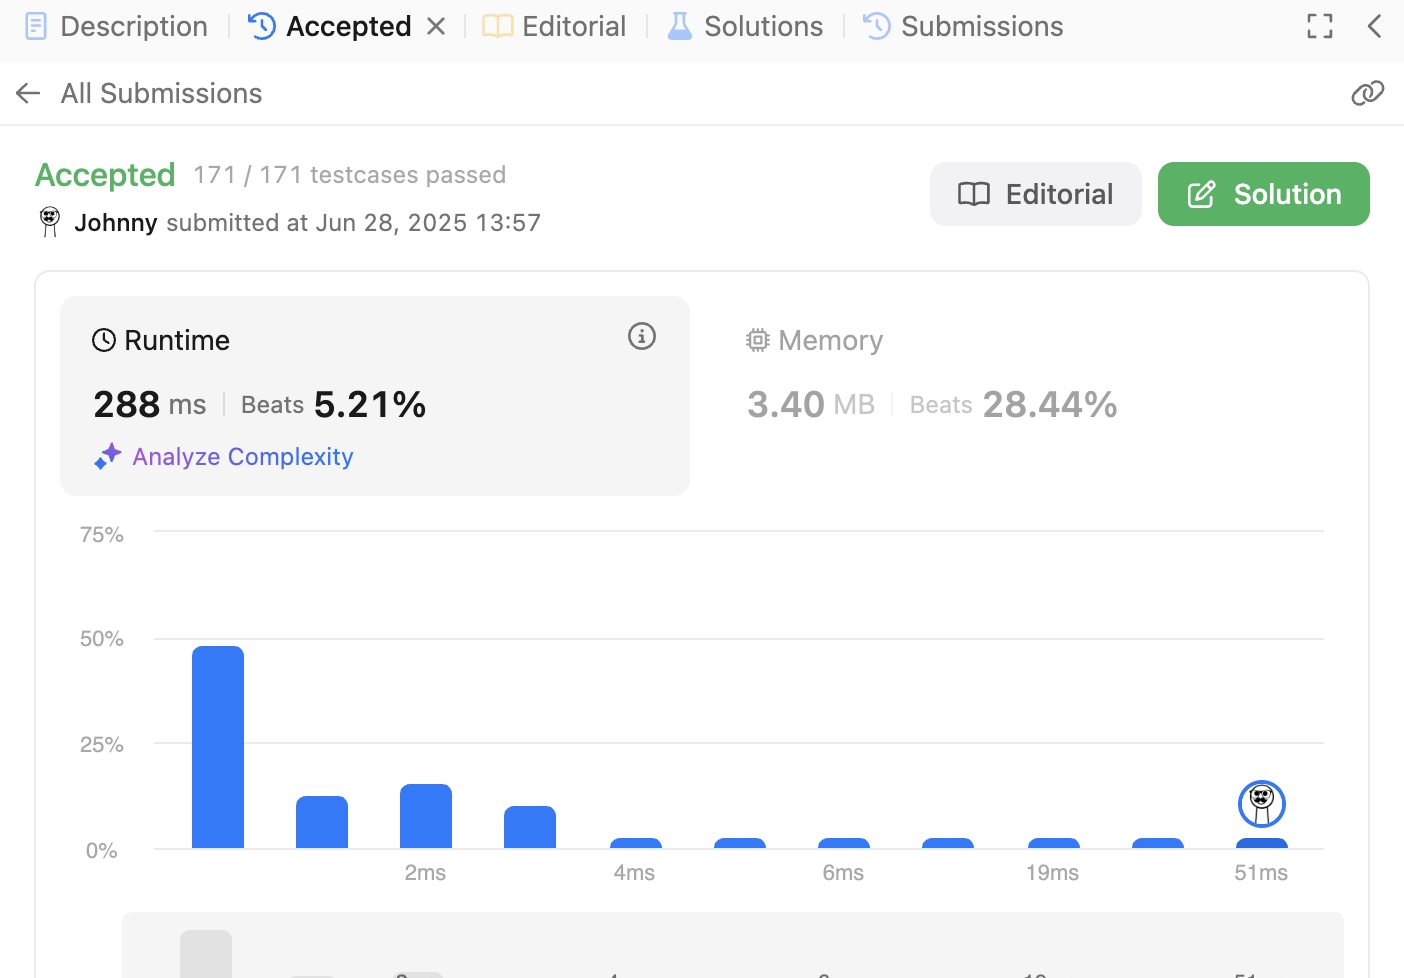 Description
Accepted
Editorial
Solutions
Submissions
All Submissions
Accepted 171 / 171 testcases passed
Johnny submitted at Jun 28, 2025 13:57
Editorial
Solution
Runtime
288 ms Beats 5.21%
Analyze Complexity
Memory
3.40 MB Beats 28.44%
75%
50%
25%
0%
2ms 4ms 6ms 19ms 51ms